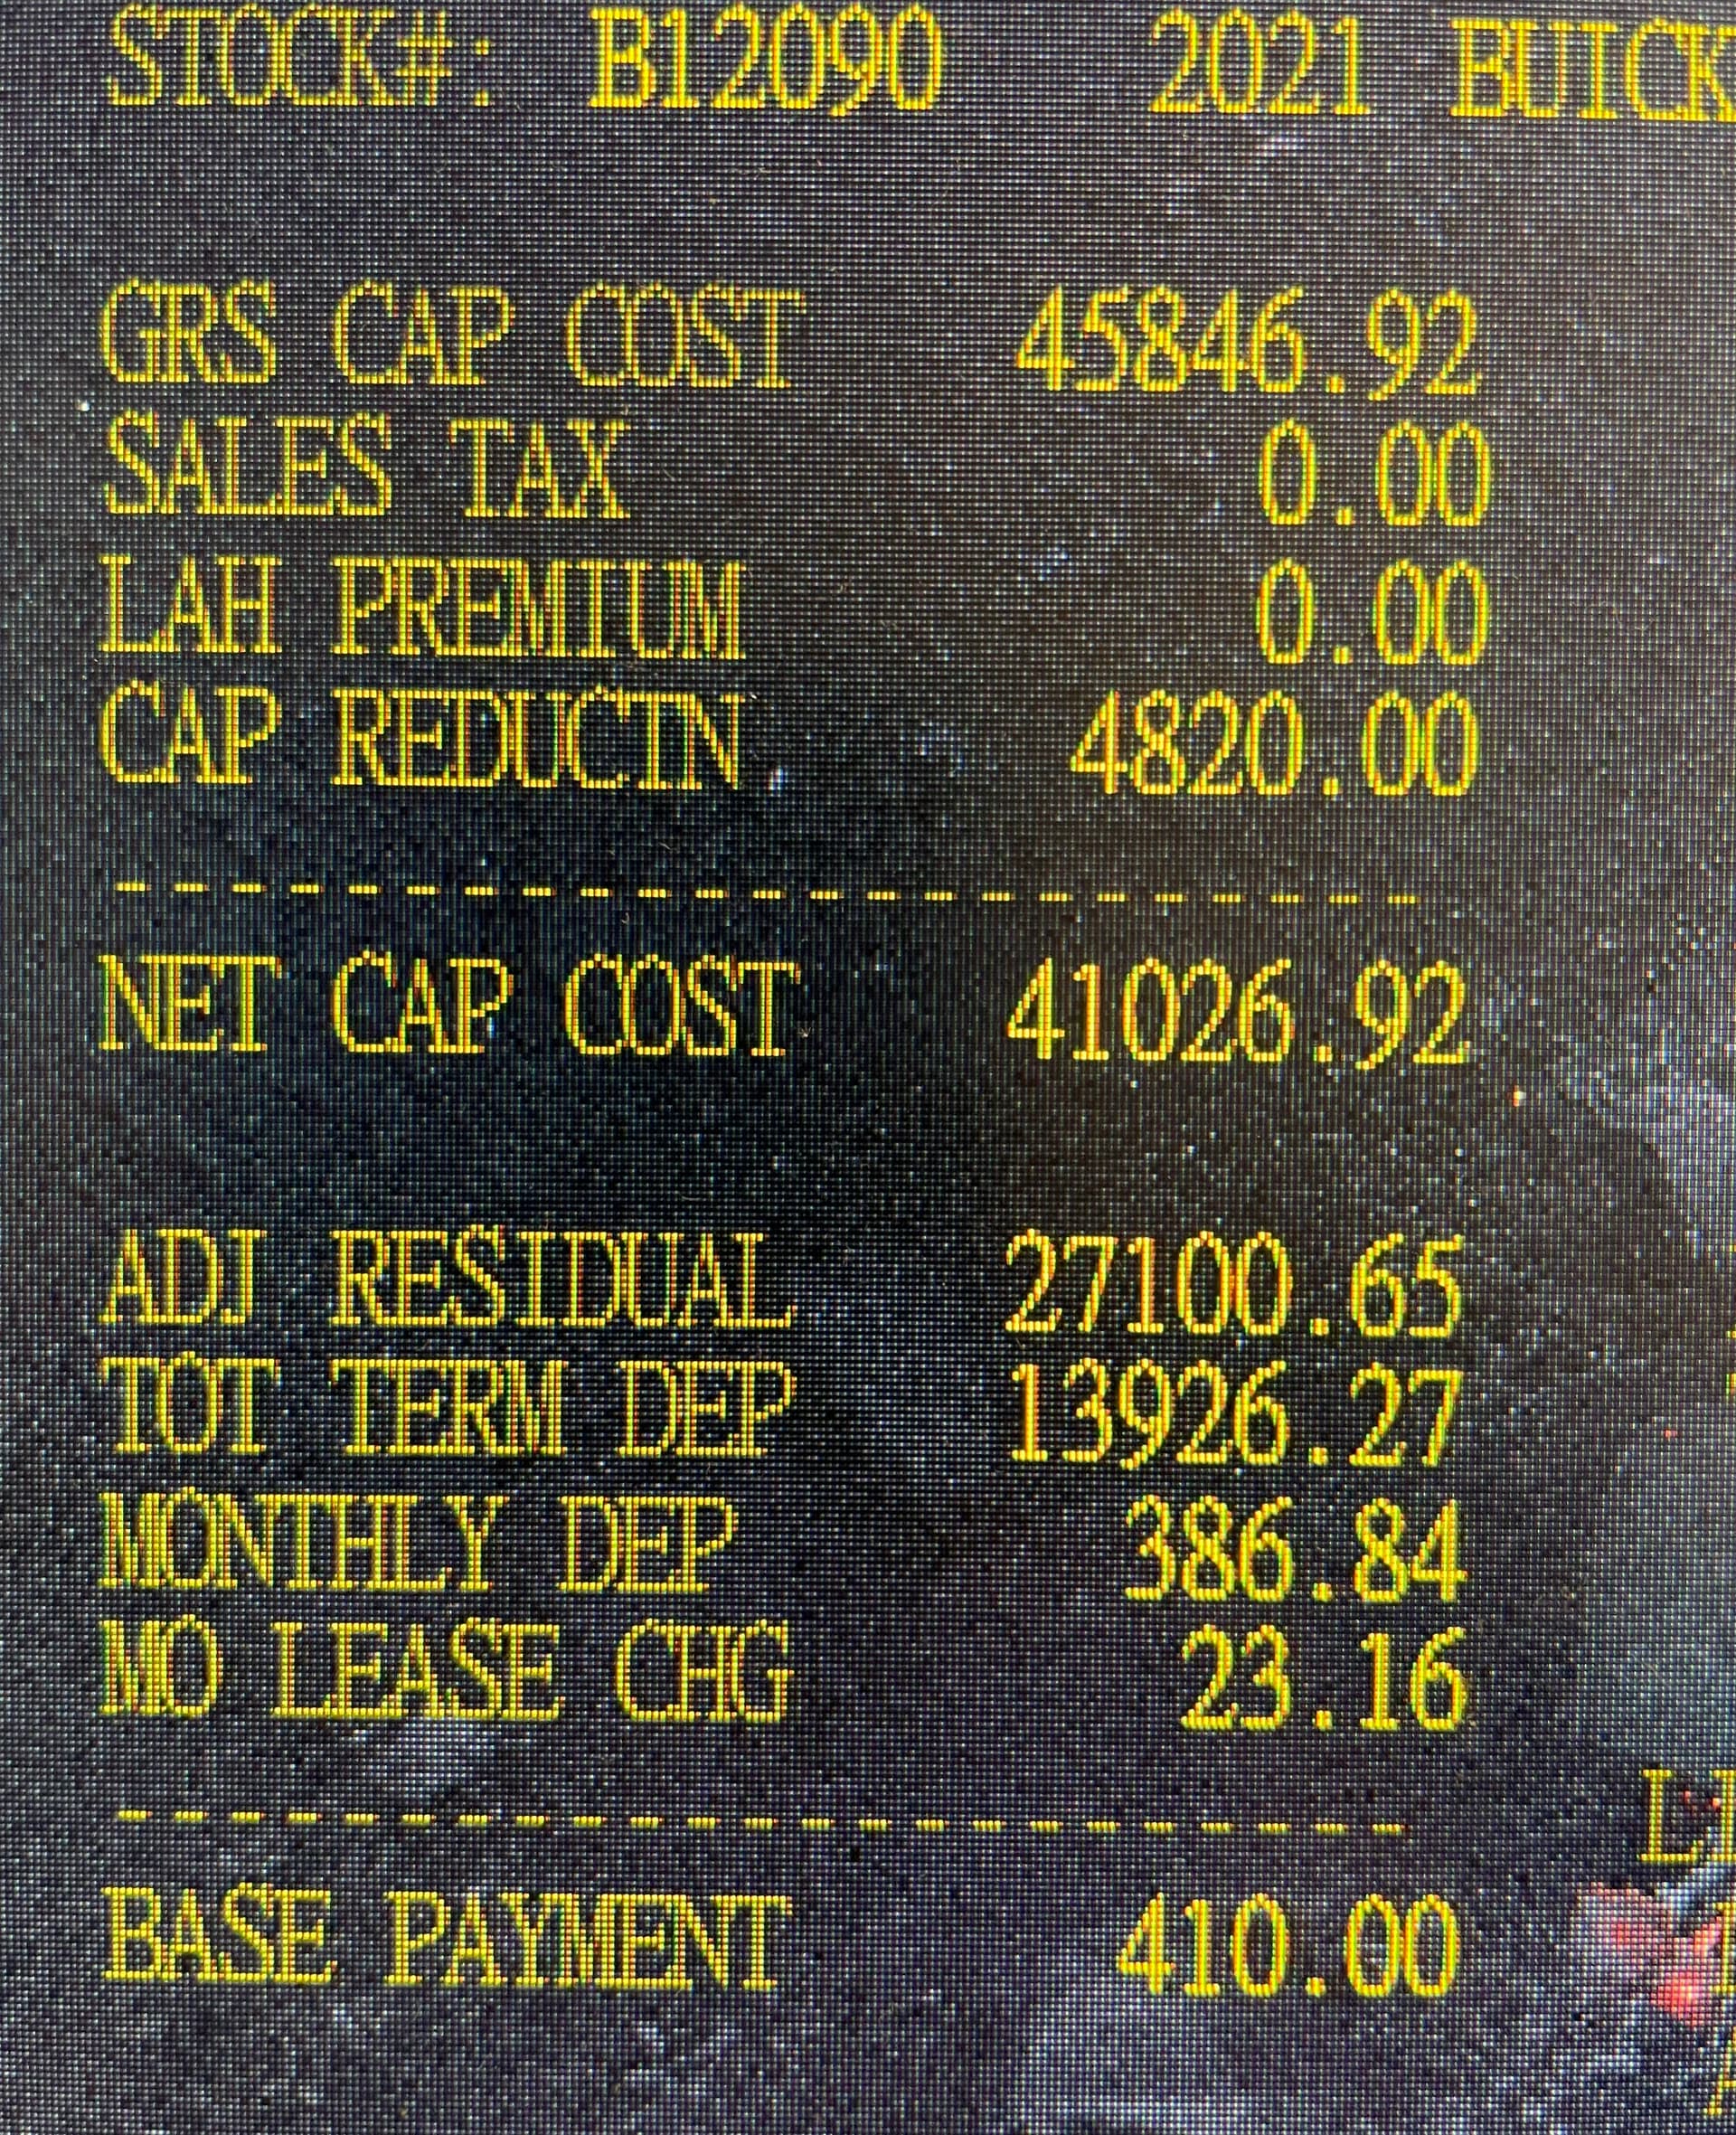 STOCK#: B12090 2021 BUICK
GRS CAP COST 45846.92
SALES TAX 0.00
LAH PREMIUM 0.00
CAP REDUCTN 4820.00
------------------------
NET CAP COST 41026.92
ADJ RESIDUAL 27100.65
TOT TERM DEP 13926.27
MONTHLY DEP 386.84
MO LEASE CHG 23.16
------------------------
BASE PAYMENT 410.00